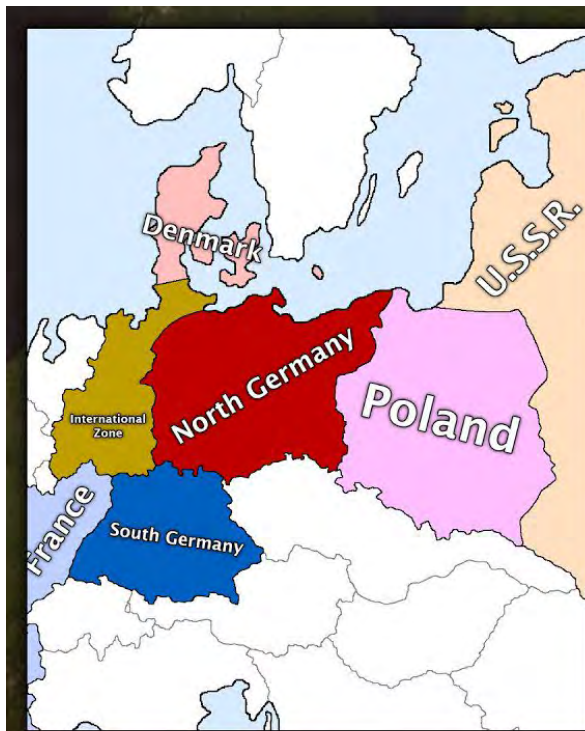 Denmark
U.S.S.R.
North Germany
International
Zone
Poland
France
South Germany